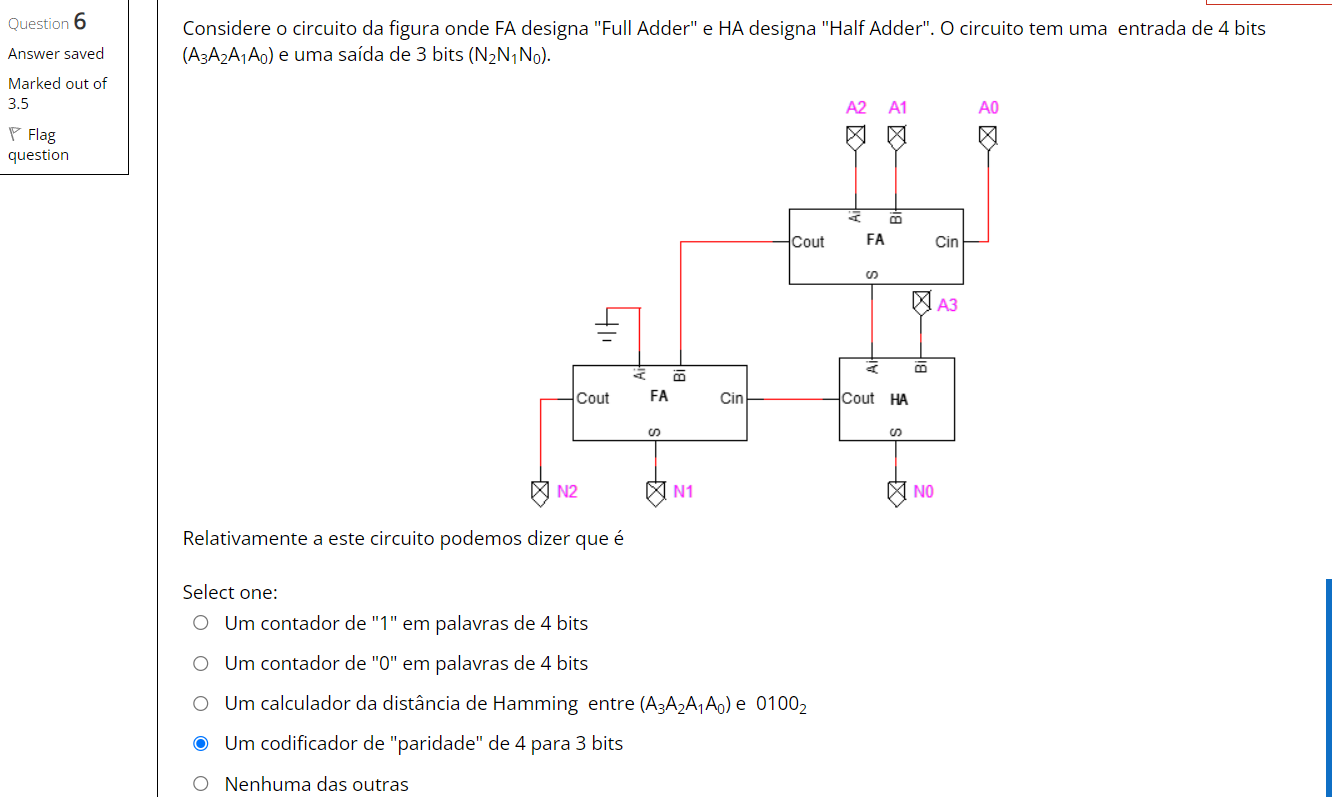 Question 6
Answer saved
Marked out of
3.5
Flag
question
Considere o circuito da figura onde FA designa "Full Adder" e HA designa "Half Adder". O circuito tem uma entrada de 4 bits
(A₃A₂A₁A₀) e uma saída de 3 bits (N₂N₁N₀).
A2 A1 A0
Ai Bi
Cout FA Cin
S
A3
Ai Bi Ai Bi
Cout FA Cin Cout HA
S S
N2 N1 N0
Relativamente a este circuito podemos dizer que é
Select one:
Um contador de "1" em palavras de 4 bits
Um contador de "0" em palavras de 4 bits
Um calculador da distância de Hamming entre (A₃A₂A₁A₀) e 0100₂
Um codificador de "paridade" de 4 para 3 bits
Nenhuma das outras